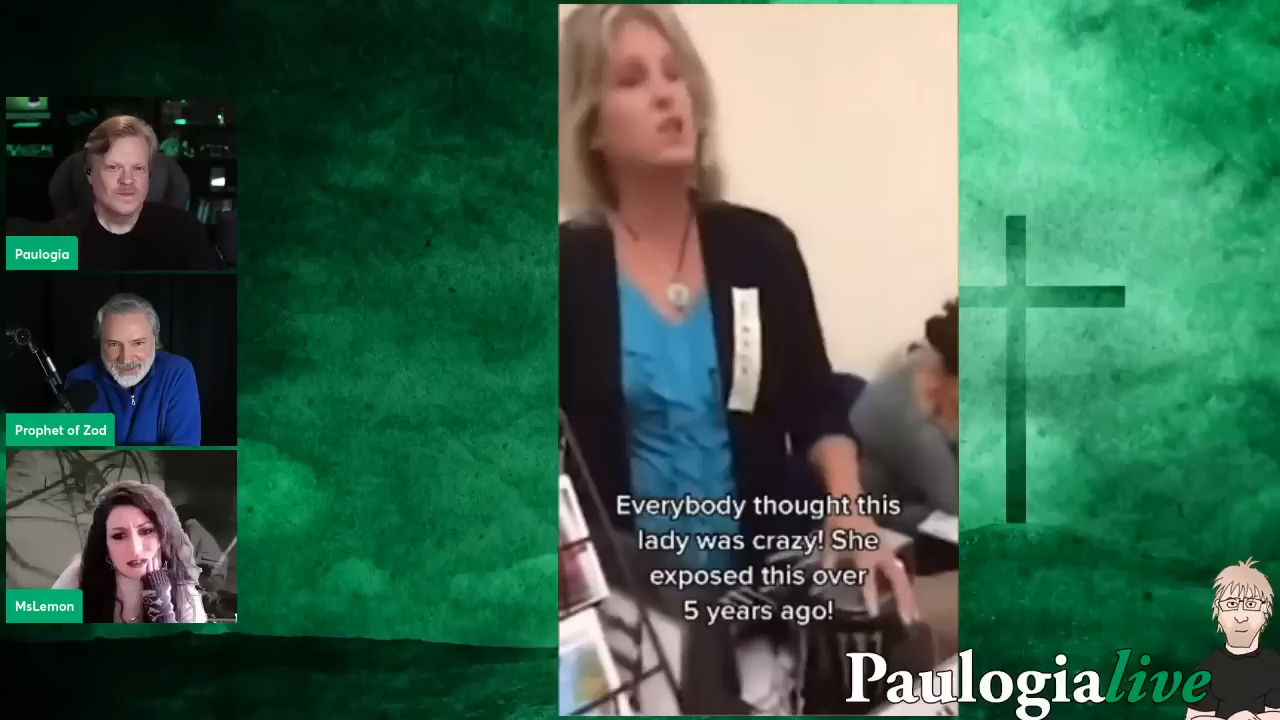 Paulogia
Prophet of Zod
MsLemon
Everybody thought this
lady was crazy! She
exposed this over
5 years ago!
Paulogialive